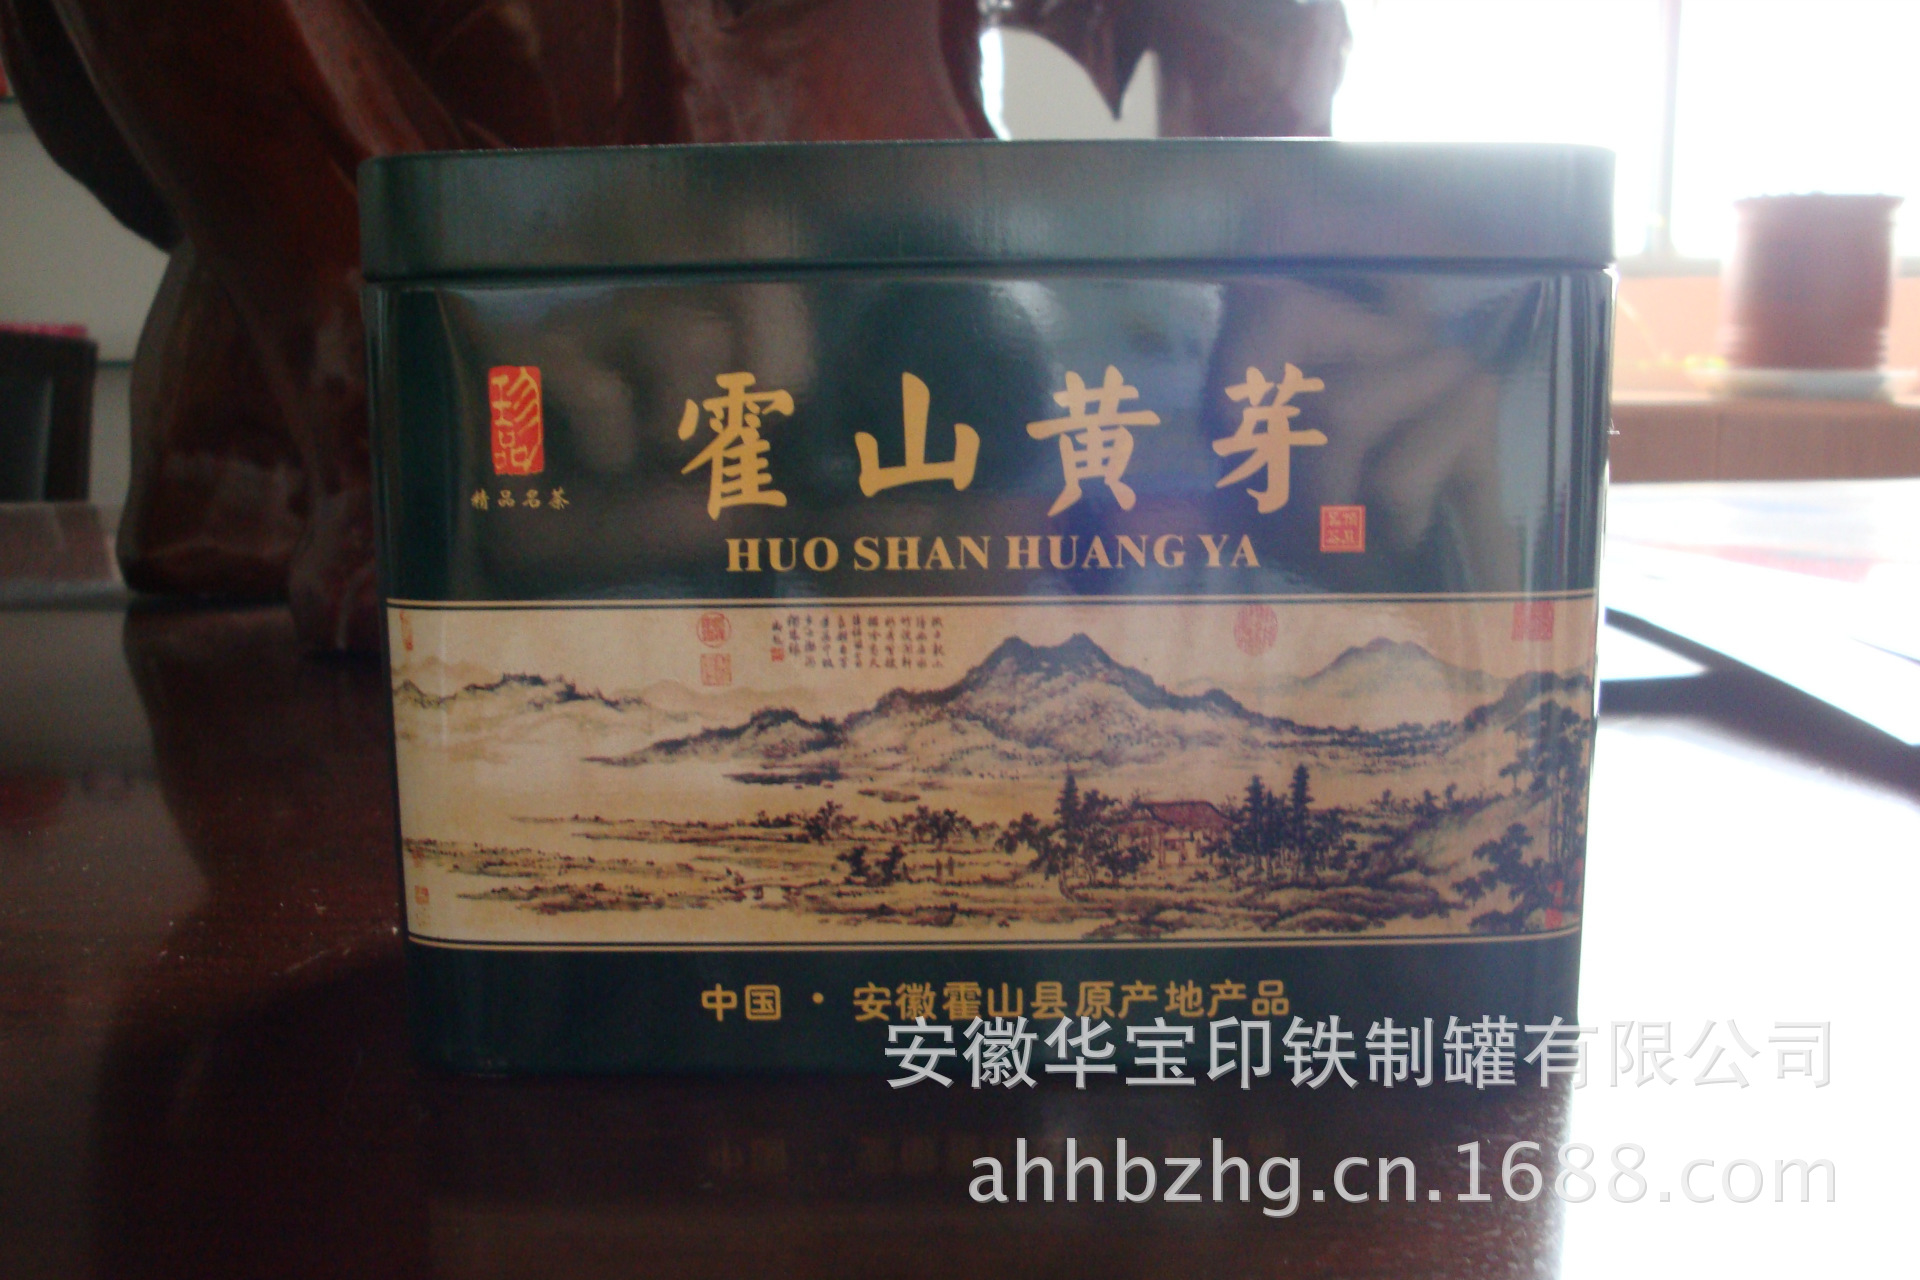 珍品
精品名茶
霍山黄芽
HUO SHAN HUANG YA
中国·安徽霍山县原产地产品
安徽华宝印铁制罐有限公司
ahhbzhg.cn.1688.com